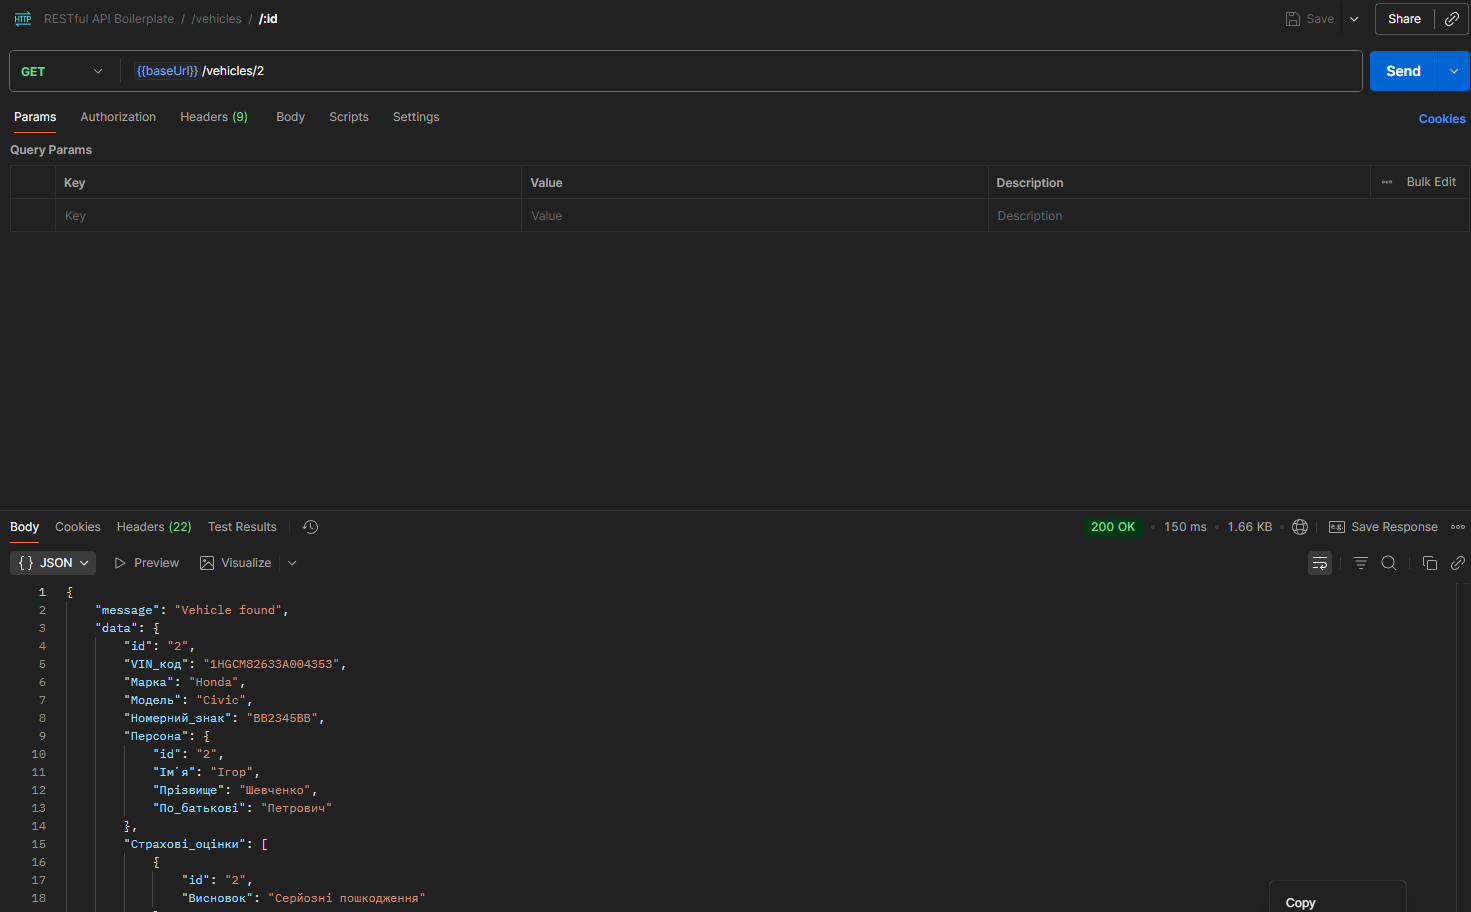 HTTP RESTful API Boilerplate / /vehicles / /:id Save Share
GET {{baseUrl}} /vehicles/2 Send
Params Authorization Headers (9) Body Scripts Settings Cookies
Query Params
Key Value Description Bulk Edit
Key Value Description
Body Cookies Headers (22) Test Results 200 OK 150 ms 1.66 KB e.g. Save Response
{} JSON Preview Visualize
1 {
2 "message": "Vehicle found",
3 "data": {
4 "id": "2",
5 "VIN_код": "1HGCM82633A004353",
6 "Марка": "Honda",
7 "Модель": "Civic",
8 "Номерний_знак": "BB2345BB",
9 "Персона": {
10 "id": "2",
11 "Ім´я": "Ігор",
12 "Прізвище": "Шевченко",
13 "По_батькові": "Петрович"
14 },
15 "Страхові_оцінки": [
16 {
17 "id": "2",
18 "Висновок": "Серйозні пошкодження"
Copy